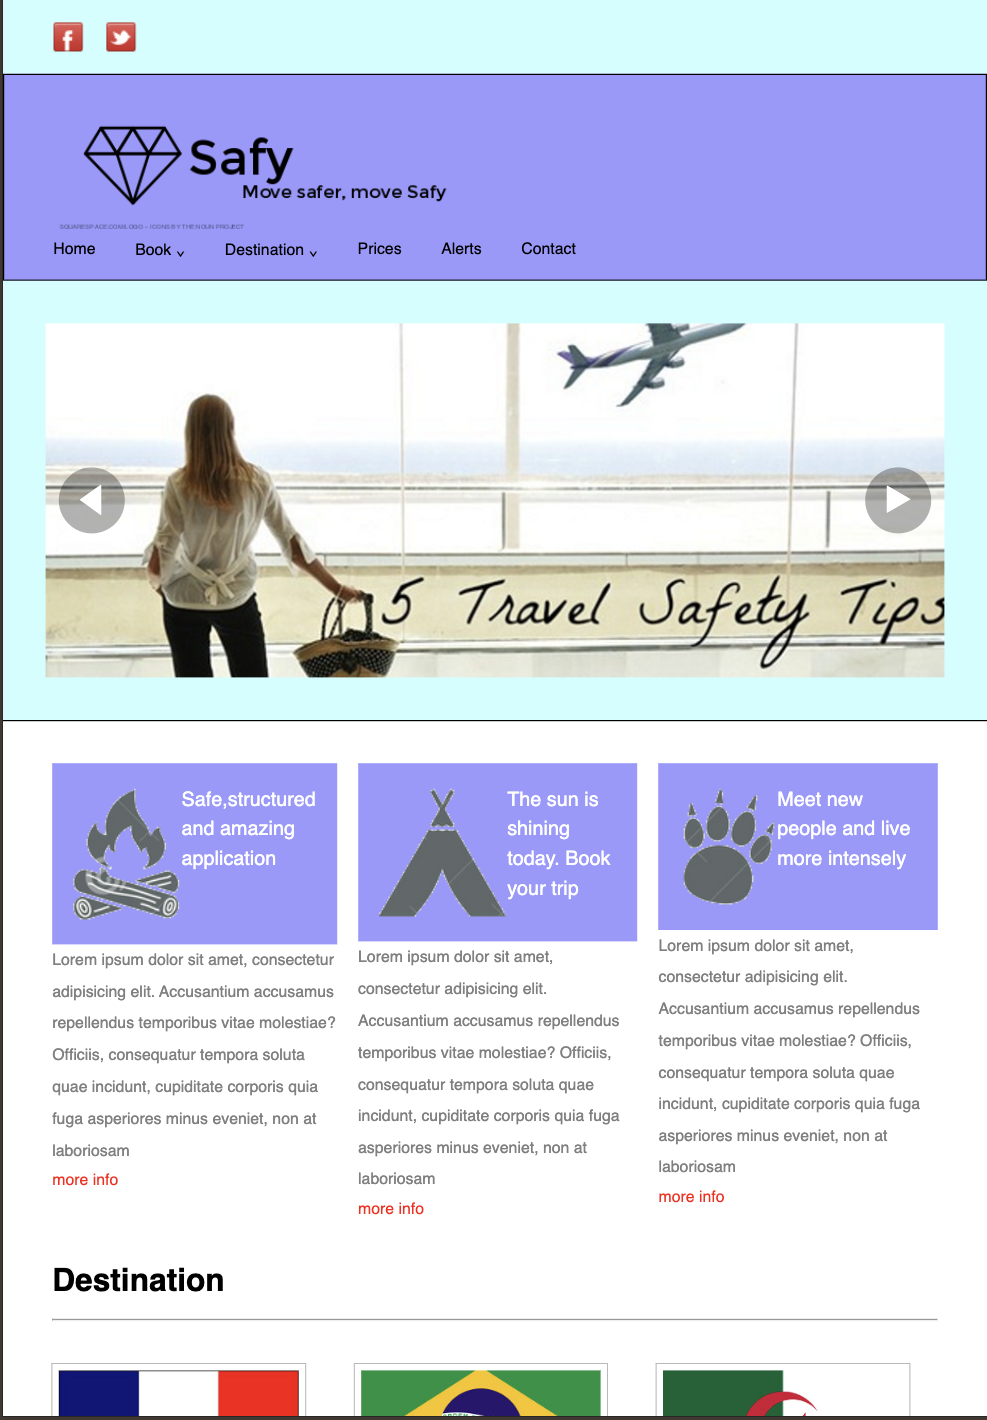 Safy
Move safer, move Safy
SQUARESPACE.COM/LOGO – ICONS BY THE NOUN PROJECT
Home Book Destination Prices Alerts Contact
5 Travel Safety Tips
Safe,structured
and amazing
application
Lorem ipsum dolor sit amet, consectetur
adipisicing elit. Accusantium accusamus
repellendus temporibus vitae molestiae?
Officiis, consequatur tempora soluta
quae incidunt, cupiditate corporis quia
fuga asperiores minus eveniet, non at
laboriosam
more info
The sun is
shining
today. Book
your trip
Lorem ipsum dolor sit amet,
consectetur adipisicing elit.
Accusantium accusamus repellendus
temporibus vitae molestiae? Officiis,
consequatur tempora soluta quae
incidunt, cupiditate corporis quia fuga
asperiores minus eveniet, non at
laboriosam
more info
Meet new
people and live
more intensely
Lorem ipsum dolor sit amet,
consectetur adipisicing elit.
Accusantium accusamus repellendus
temporibus vitae molestiae? Officiis,
consequatur tempora soluta quae
incidunt, cupiditate corporis quia fuga
asperiores minus eveniet, non at
laboriosam
more info
Destination